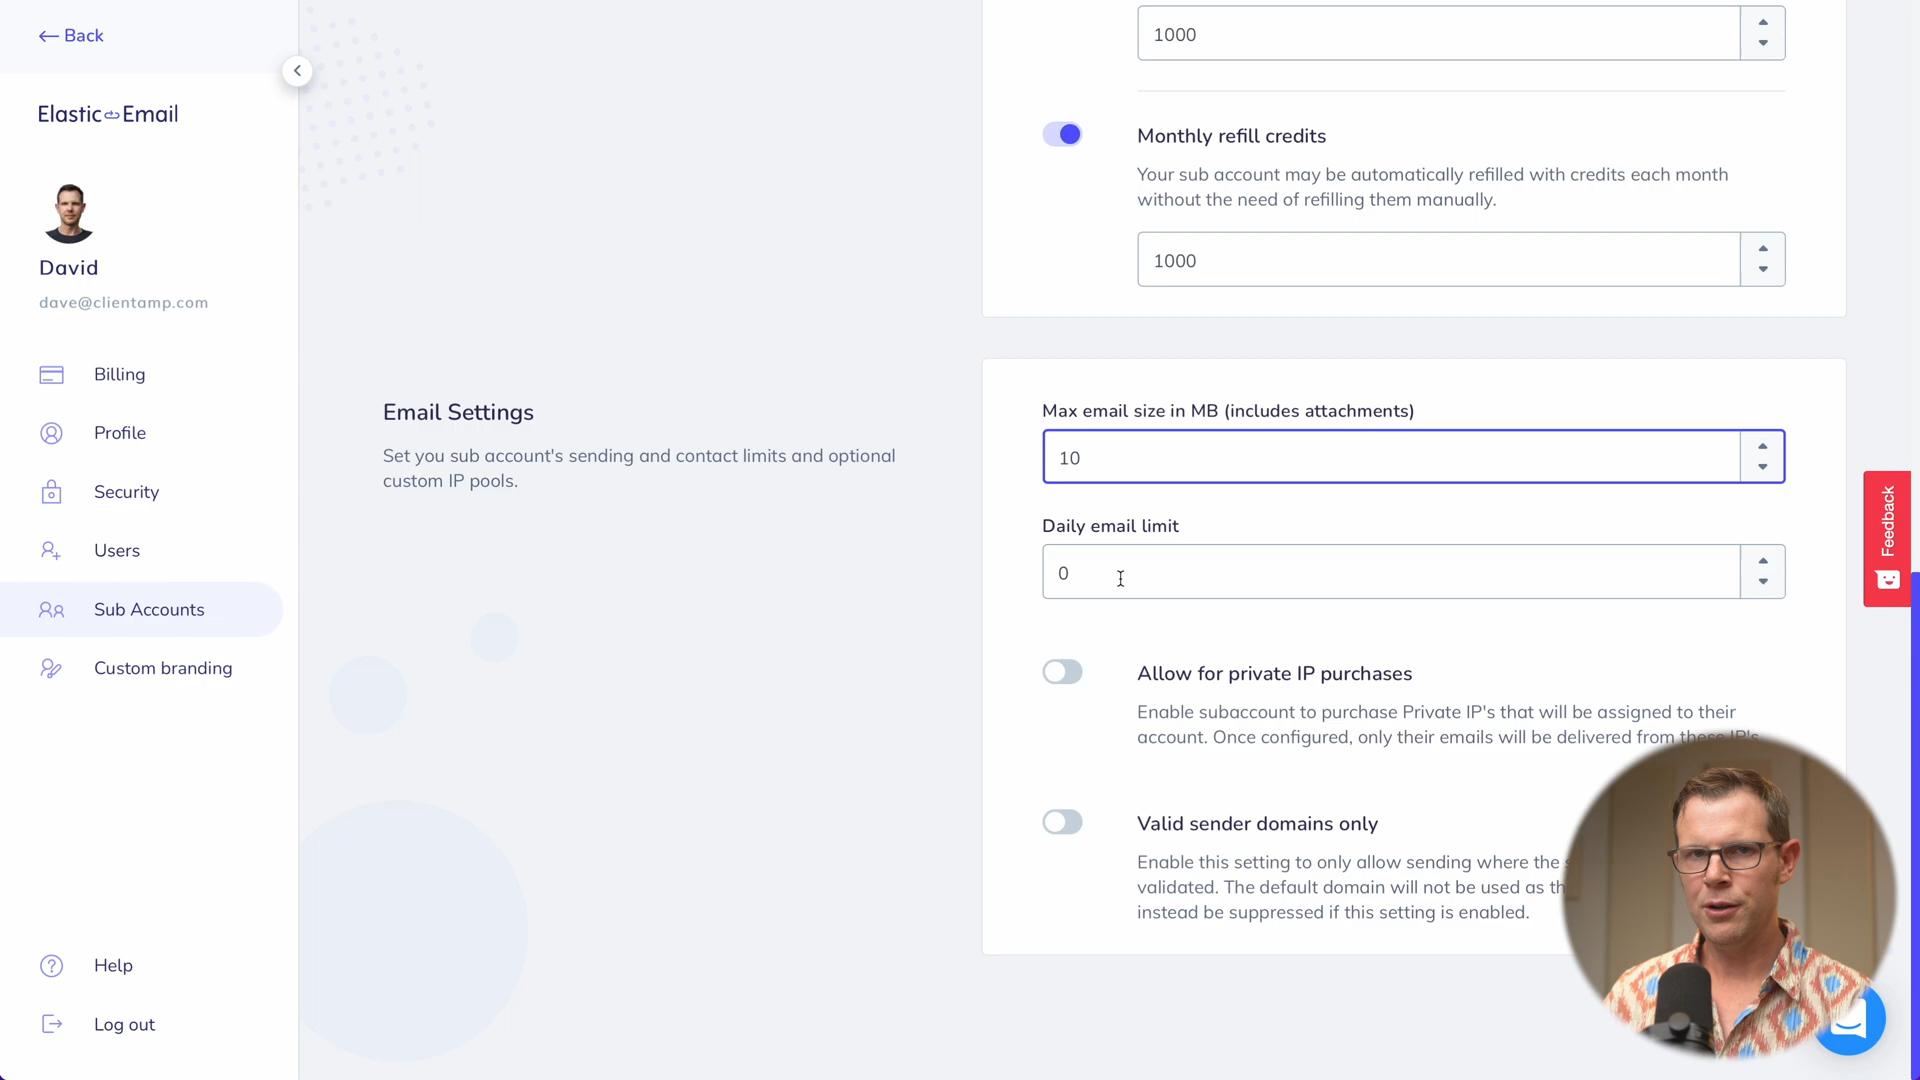 Back
Elastic Email
David
dave@clientamp.com
Billing
Profile
Security
Users
Sub Accounts
Custom branding
Help
Log out
1000
Monthly refill credits
Your sub account may be automatically refilled with credits each month
without the need of refilling them manually.
1000
Email Settings
Set you sub account's sending and contact limits and optional
custom IP pools.
Max email size in MB (includes attachments)
10
Daily email limit
0
Allow for private IP purchases
Enable subaccount to purchase Private IP's that will be assigned to their
account. Once configured, only their emails will be delivered from these IP's
Valid sender domains only
Enable this setting to only allow sending where the
validated. The default domain will not be used as
instead be suppressed if this setting is enabled.
Feedback